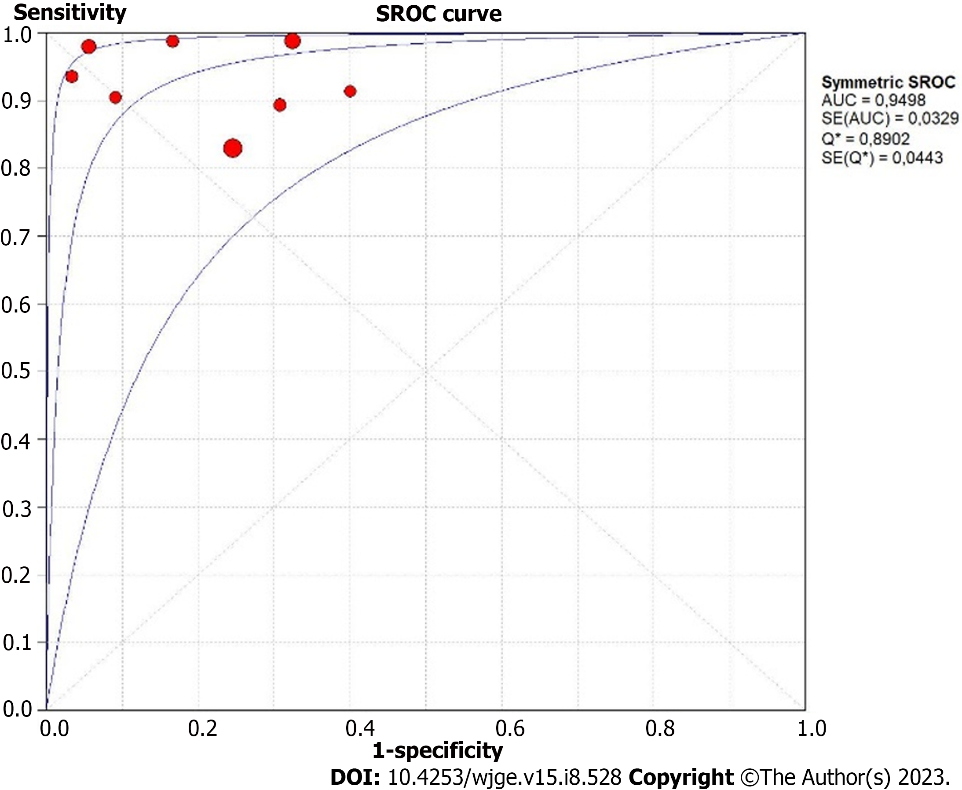 Sensitivity
SROC curve
1.0
0.9
0.8
0.7
0.6
0.5
0.4
0.3
0.2
0.1
0.0
0.0 0.2 0.4 0.6 0.8 1.0
1-specificity
Symmetric SROC
AUC = 0,9498
SE(AUC) = 0,0329
Q* = 0,8902
SE(Q*) = 0,0443
DOI: 10.4253/wjge.v15.i8.528 Copyright ©The Author(s) 2023.